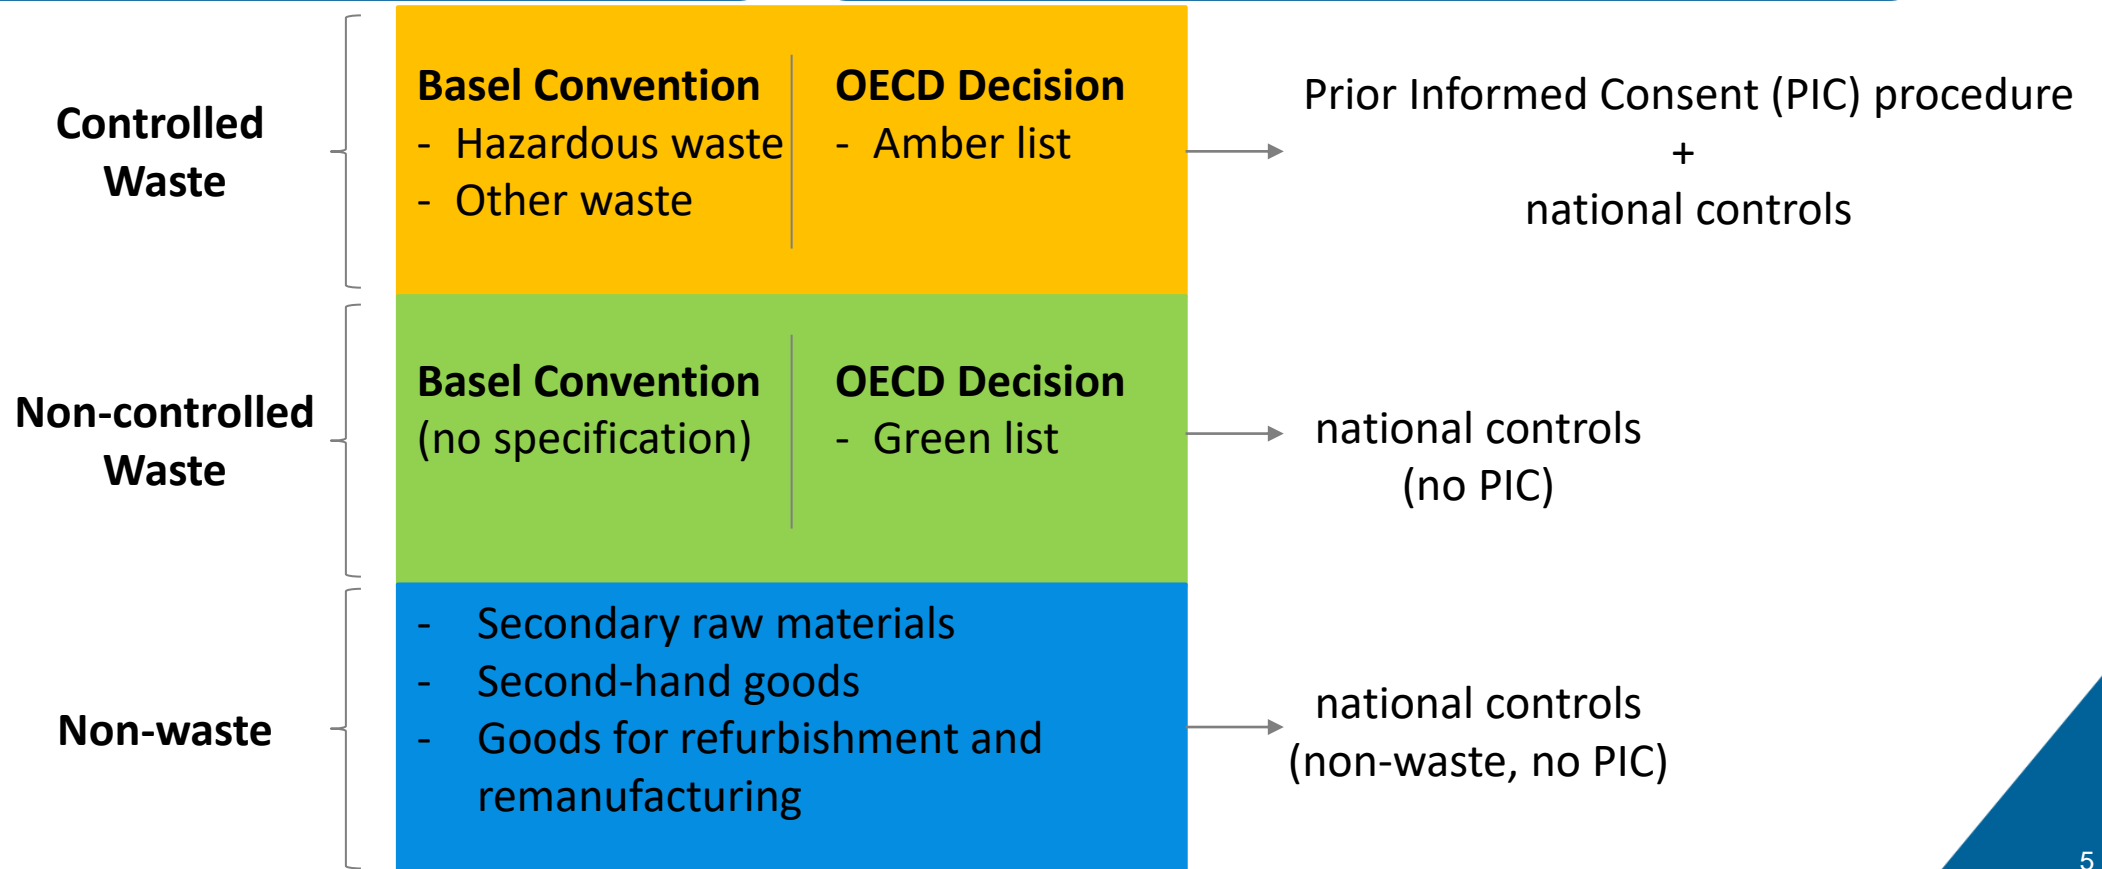 Controlled
Waste
Basel Convention
- Hazardous waste
- Other waste
OECD Decision
- Amber list
Prior Informed Consent (PIC) procedure
+
national controls
Non-controlled
Waste
Basel Convention
(no specification)
OECD Decision
- Green list
national controls
(no PIC)
Non-waste
- Secondary raw materials
- Second-hand goods
- Goods for refurbishment and
remanufacturing
national controls
(non-waste, no PIC)
5